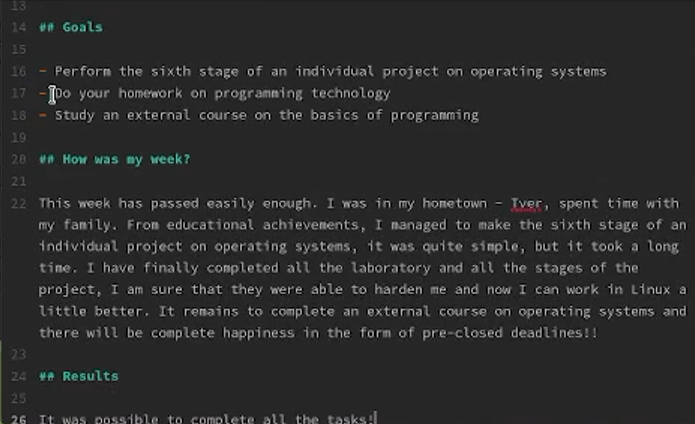 13
14 ## Goals
15
16 - Perform the sixth stage of an individual project on operating systems
17 - Do your homework on programming technology
18 - Study an external course on the basics of programming
19
20 ## How was my week?
21
22 This week has passed easily enough. I was in my hometown - Tver, spent time with
my family. From educational achievements, I managed to make the sixth stage of an
individual project on operating systems, it was quite simple, but it took a long
time. I have finally completed all the laboratory and all the stages of the
project, I am sure that they were able to harden me and now I can work in Linux a
little better. It remains to complete an external course on operating systems and
there will be complete happiness in the form of pre-closed deadlines!!
23
24 ## Results
25
26 It was possible to complete all the tasks!